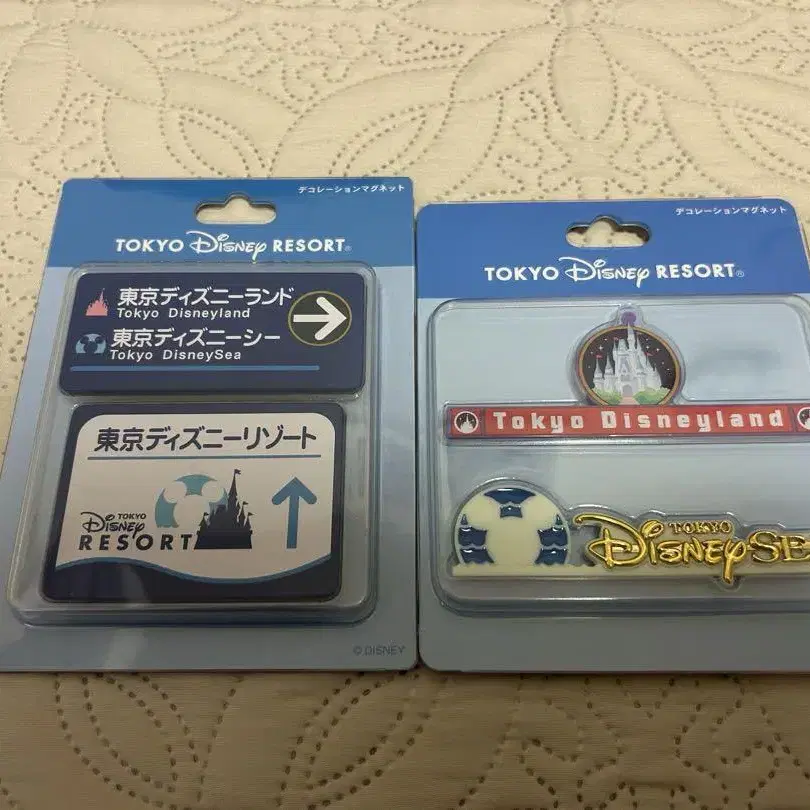 デコレーションマグネット
TOKYO Disney RESORT®
東京ディズニーランド
Tokyo Disneyland
東京ディズニーシー
Tokyo DisneySea
東京ディズニーリゾート
TOKYO
Disney
RESORT
© DISNEY
デコレーションマグネット
TOKYO Disney RESORT®
Tokyo Disneyland
TOKYO
DisneySE